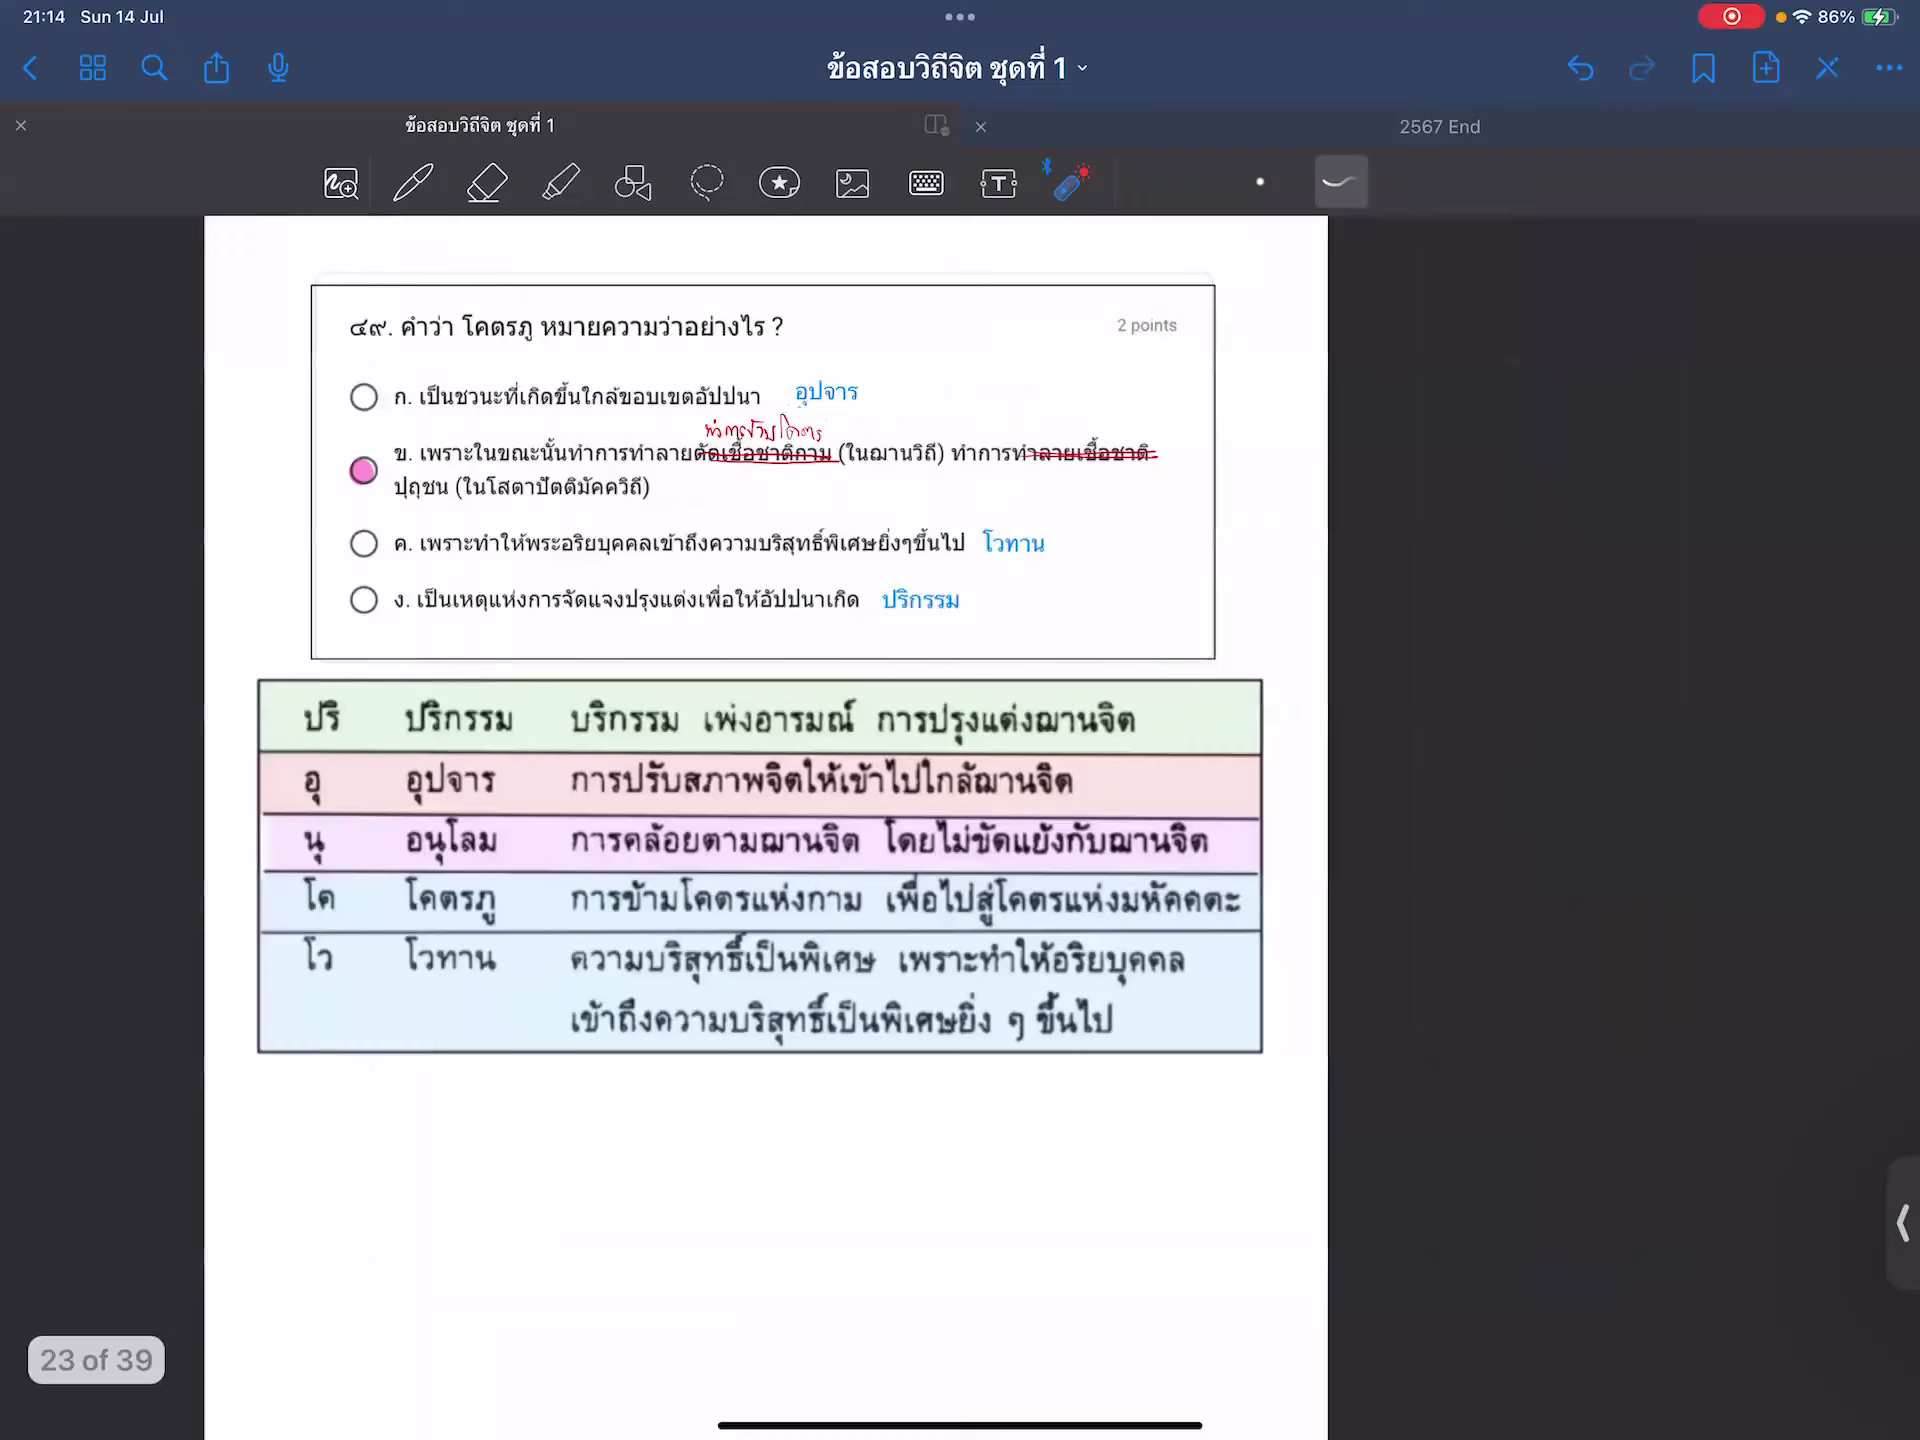 21:14 Sun 14 Jul
86%
ข้อสอบวิถีจิต ชุดที่ 1
ข้อสอบวิถีจิต ชุดที่ 1
2567 End
๔๙. คำว่า โคตรภู หมายความว่าอย่างไร ?
2 points
ก. เป็นชวนะที่เกิดขึ้นใกล้ขอบเขตอัปปนา อุปจาร
ข. เพราะในขณะนั้นทำการทำลายตัดเชื้อชาติกาม (ในฌานวิถี) ทำการทำลายเชื้อชาติ
ปุถุชน (ในโสตาปัตติมัคควิถี)
ค. เพราะทำให้พระอริยบุคคลเข้าถึงความบริสุทธิ์พิเศษยิ่งๆขึ้นไป โวทาน
ง. เป็นเหตุแห่งการจัดแจงปรุงแต่งเพื่อให้อัปปนาเกิด ปริกรรม
ปริ ปริกรรม บริกรรม เพ่งอารมณ์ การปรุงแต่งฌานจิต
อุ อุปจาร การปรับสภาพจิตให้เข้าไปใกล้ฌานจิต
นุ อนุโลม การคล้อยตามฌานจิต โดยไม่ขัดแย้งกับฌานจิต
โค โคตรภู การข้ามโคตรแห่งกาม เพื่อไปสู่โคตรแห่งมหัคคตะ
โว โวทาน ความบริสุทธิ์เป็นพิเศษ เพราะทำให้อริยบุคคล
เข้าถึงความบริสุทธิ์เป็นพิเศษยิ่ง ๆ ขึ้นไป
23 of 39